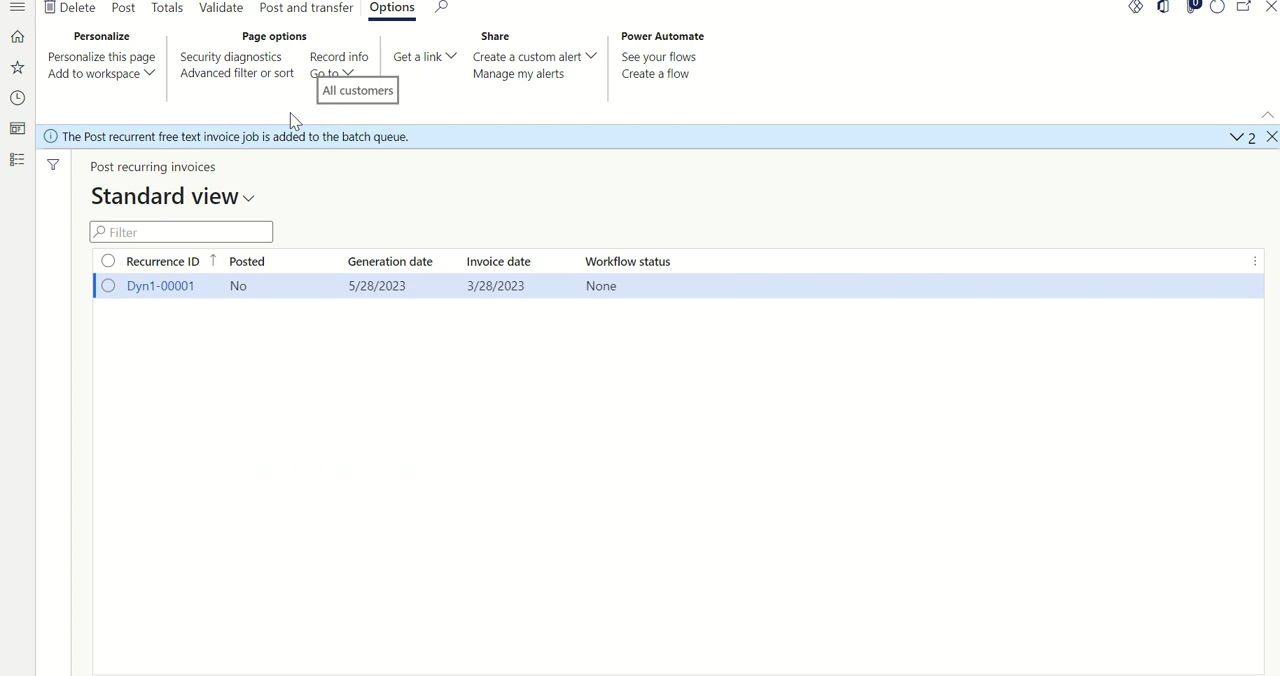 Delete Post Totals Validate Post and transfer Options
Personalize Page options Share Power Automate
Personalize this page Security diagnostics Record info Get a link Create a custom alert See your flows
Add to workspace Advanced filter or sort Go to Manage my alerts Create a flow
All customers
The Post recurrent free text invoice job is added to the batch queue. 2
Post recurring invoices
Standard view
Filter
Recurrence ID Posted Generation date Invoice date Workflow status
Dyn1-00001 No 5/28/2023 3/28/2023 None
0